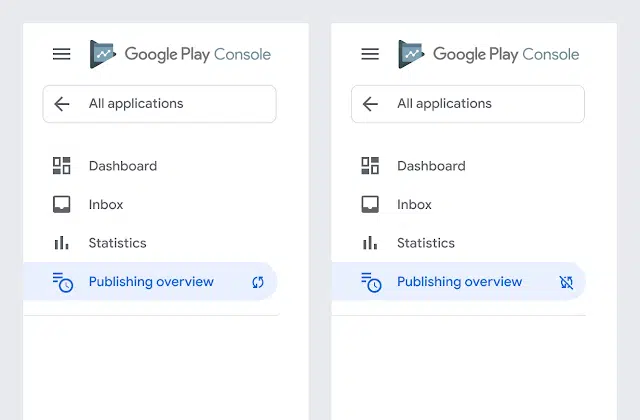 Google Play Console
All applications
Dashboard
Inbox
Statistics
Publishing overview
Google Play Console
All applications
Dashboard
Inbox
Statistics
Publishing overview